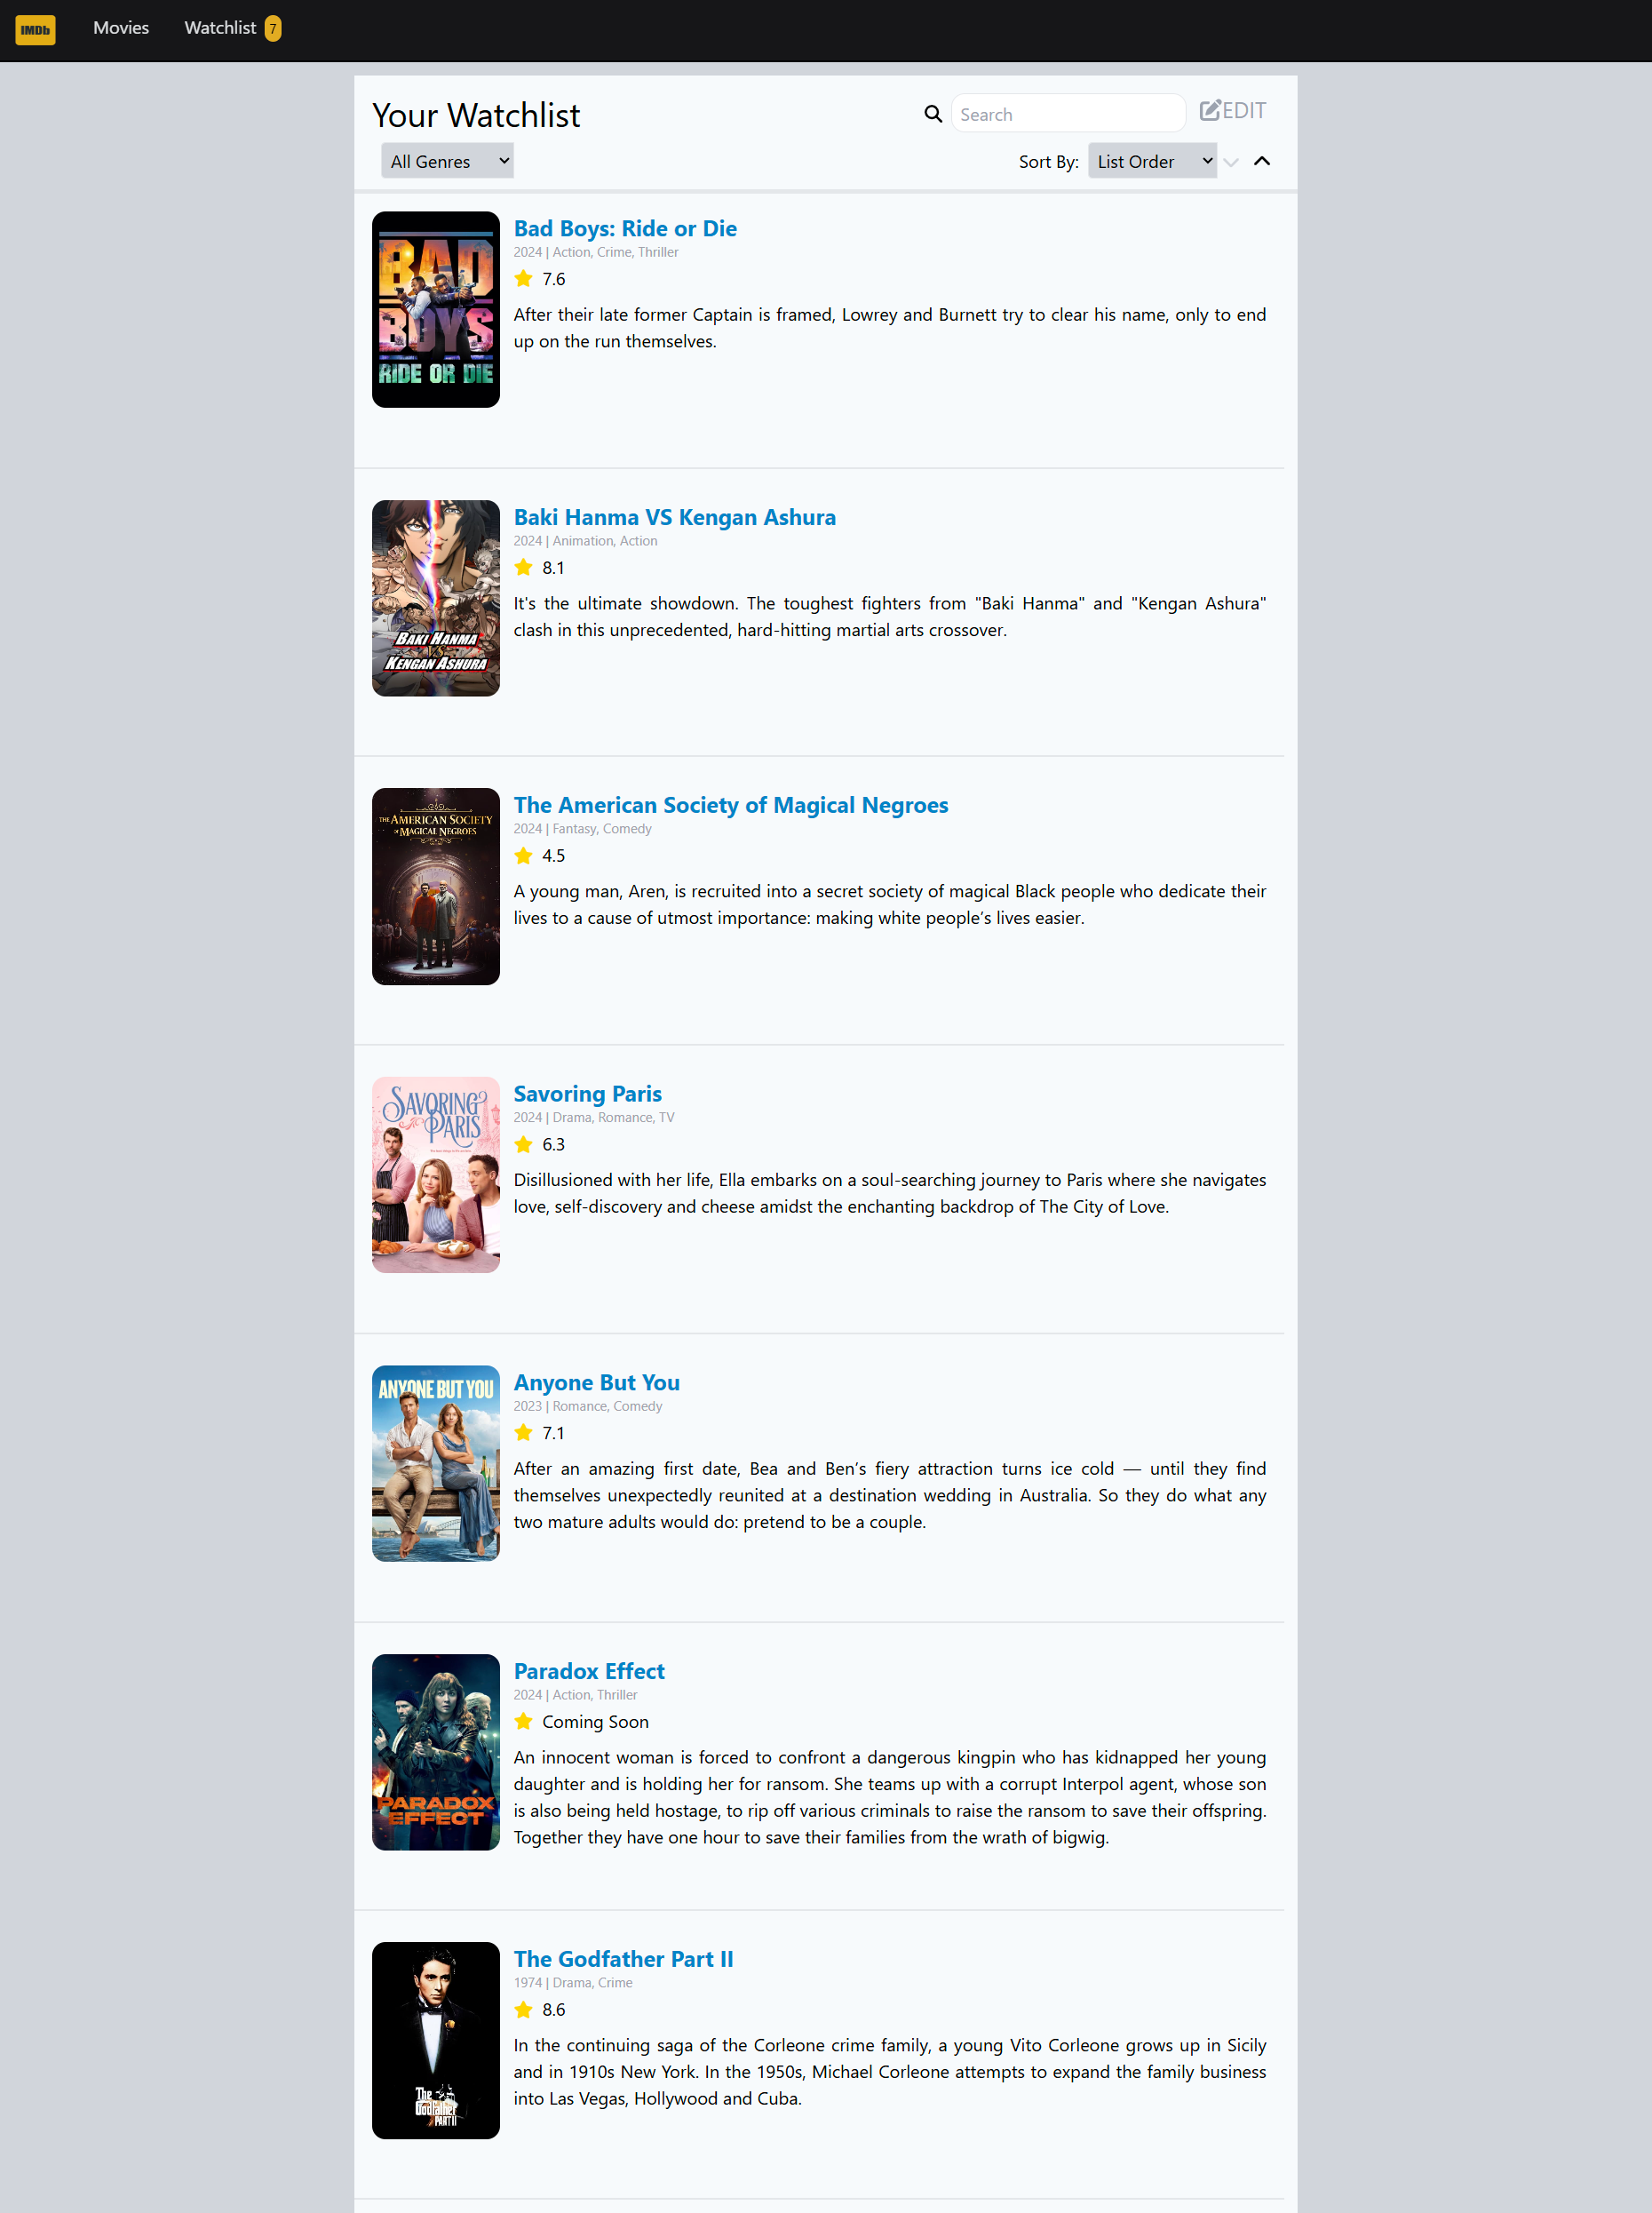 IMDb
Movies
Watchlist 7
Your Watchlist
Search
EDIT
All Genres
Sort By: List Order
BAD
BOYS
RIDE OR DIE
Bad Boys: Ride or Die
2024 | Action, Crime, Thriller
7.6
After their late former Captain is framed, Lowrey and Burnett try to clear his name, only to end
up on the run themselves.
BAKI HANMA
VS
KENGAN ASHURA
Baki Hanma VS Kengan Ashura
2024 | Animation, Action
8.1
It's the ultimate showdown. The toughest fighters from "Baki Hanma" and "Kengan Ashura"
clash in this unprecedented, hard-hitting martial arts crossover.
THE AMERICAN SOCIETY
OF MAGICAL NEGROES
The American Society of Magical Negroes
2024 | Fantasy, Comedy
4.5
A young man, Aren, is recruited into a secret society of magical Black people who dedicate their
lives to a cause of utmost importance: making white people’s lives easier.
SAVORING
PARIS
Savoring Paris
2024 | Drama, Romance, TV
6.3
Disillusioned with her life, Ella embarks on a soul-searching journey to Paris where she navigates
love, self-discovery and cheese amidst the enchanting backdrop of The City of Love.
ANYONE BUT YOU
Anyone But You
2023 | Romance, Comedy
7.1
After an amazing first date, Bea and Ben’s fiery attraction turns ice cold — until they find
themselves unexpectedly reunited at a destination wedding in Australia. So they do what any
two mature adults would do: pretend to be a couple.
PARADOX
EFFECT
Paradox Effect
2024 | Action, Thriller
Coming Soon
An innocent woman is forced to confront a dangerous kingpin who has kidnapped her young
daughter and is holding her for ransom. She teams up with a corrupt Interpol agent, whose son
is also being held hostage, to rip off various criminals to raise the ransom to save their offspring.
Together they have one hour to save their families from the wrath of bigwig.
The
Godfather
PART II
The Godfather Part II
1974 | Drama, Crime
8.6
In the continuing saga of the Corleone crime family, a young Vito Corleone grows up in Sicily
and in 1910s New York. In the 1950s, Michael Corleone attempts to expand the family business
into Las Vegas, Hollywood and Cuba.